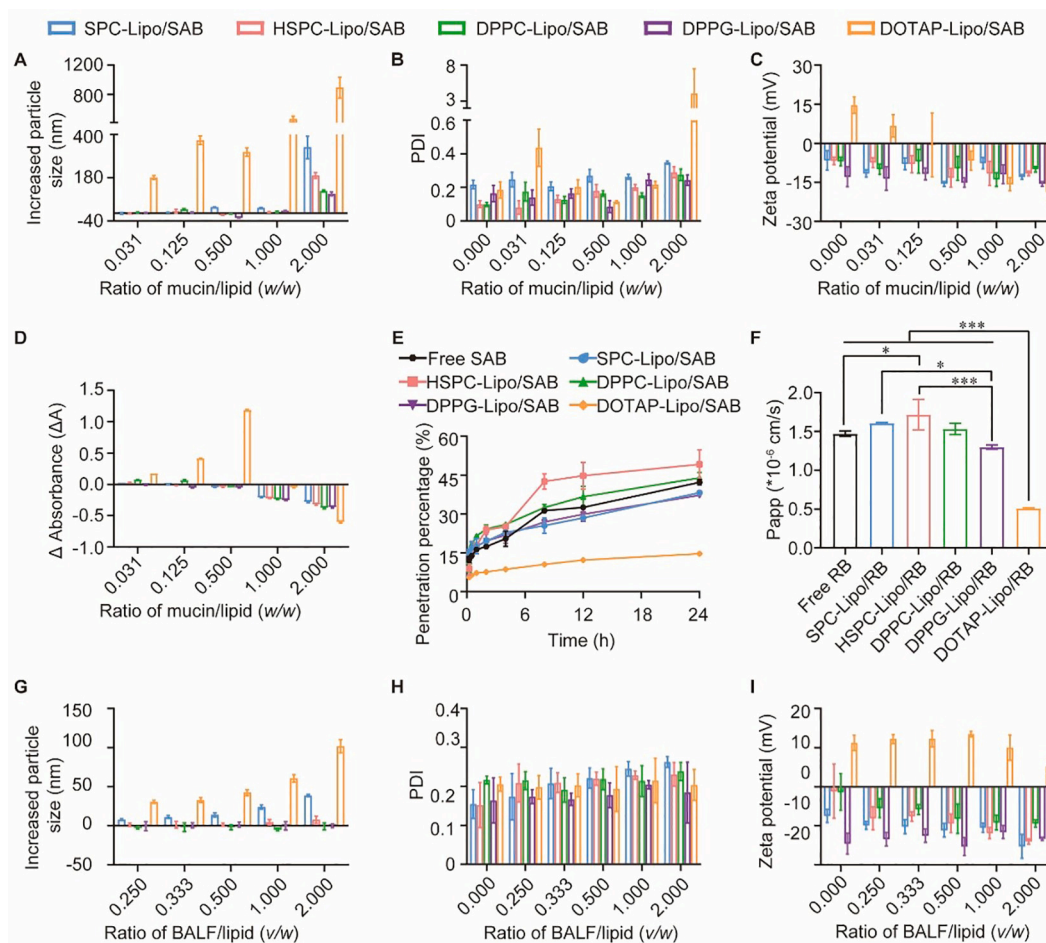 SPC-Lipo/SAB HSPC-Lipo/SAB DPPC-Lipo/SAB DPPG-Lipo/SAB DOTAP-Lipo/SAB
A
Increased particle
size (nm)
1200
800
400
180
-40
0.031 0.125 0.500 1.000 2.000
Ratio of mucin/lipid (w/w)
B
PDI
8
3
0.6
0.4
0.2
0
0.000 0.031 0.125 0.500 1.000 2.000
Ratio of mucin/lipid (w/w)
C
Zeta potential (mV)
30
15
0
-15
-30
0.000 0.031 0.125 0.500 1.000 2.000
Ratio of mucin/lipid (w/w)
D
Δ Absorbance (ΔA)
1.5
1.0
0.5
0.0
-0.5
-1.0
0.031 0.125 0.500 1.000 2.000
Ratio of mucin/lipid (w/w)
E
Free SAB SPC-Lipo/SAB
HSPC-Lipo/SAB DPPC-Lipo/SAB
DPPG-Lipo/SAB DOTAP-Lipo/SAB
Penetration percentage (%)
60
45
30
15
0
0 6 12 18 24
Time (h)
F
***
*
*
***
Papp (*10-6 cm/s)
2.0
1.5
1.0
0.5
0.0
Free RB SPC-Lipo/RB HSPC-Lipo/RB DPPC-Lipo/RB DPPG-Lipo/RB DOTAP-Lipo/RB
G
Increased particle
size (nm)
150
100
50
0
-50
0.250 0.333 0.500 1.000 2.000
Ratio of BALF/lipid (v/w)
H
PDI
0.4
0.3
0.2
0.1
0
0.000 0.250 0.333 0.500 1.000 2.000
Ratio of BALF/lipid (v/w)
I
Zeta potential (mV)
20
10
0
-10
-20
0.000 0.250 0.333 0.500 1.000 2.000
Ratio of BALF/lipid (v/w)